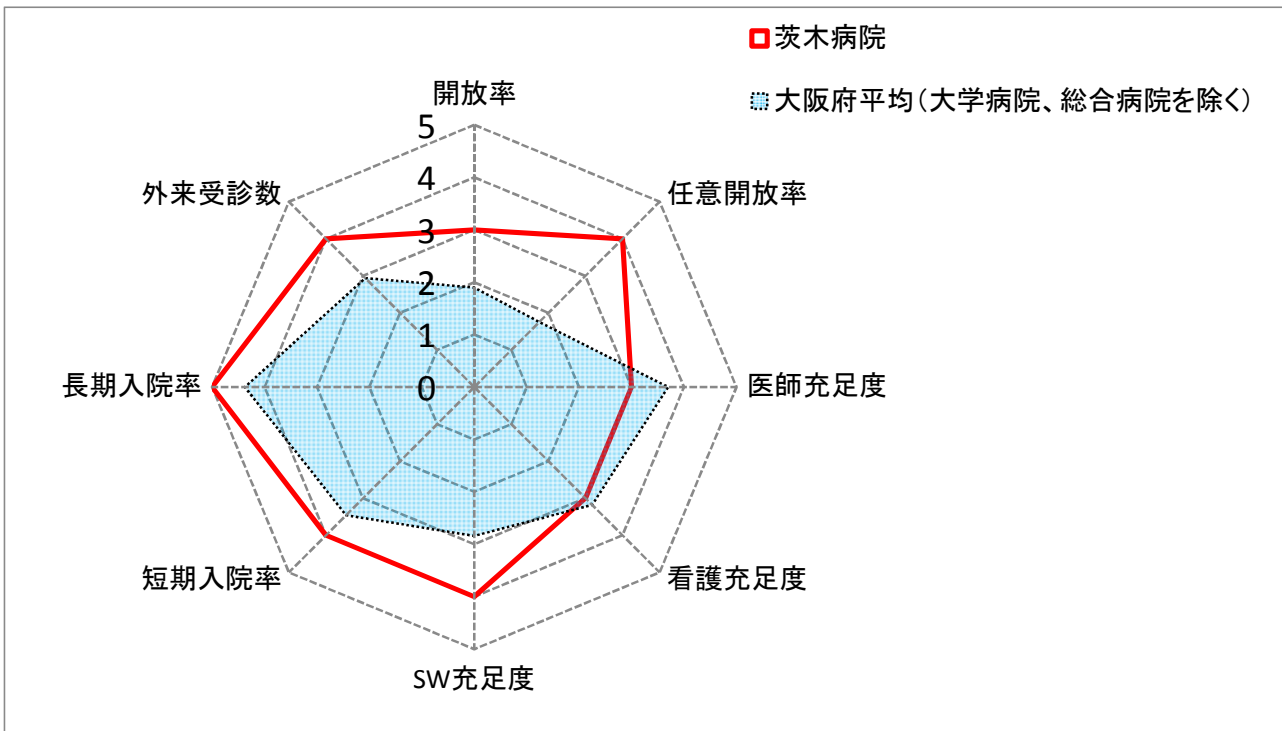 茨木病院
大阪府平均(大学病院、総合病院を除く)
開放率
任意開放率
医師充足度
看護充足度
SW充足度
短期入院率
長期入院率
外来受診数
5
4
3
2
1
0